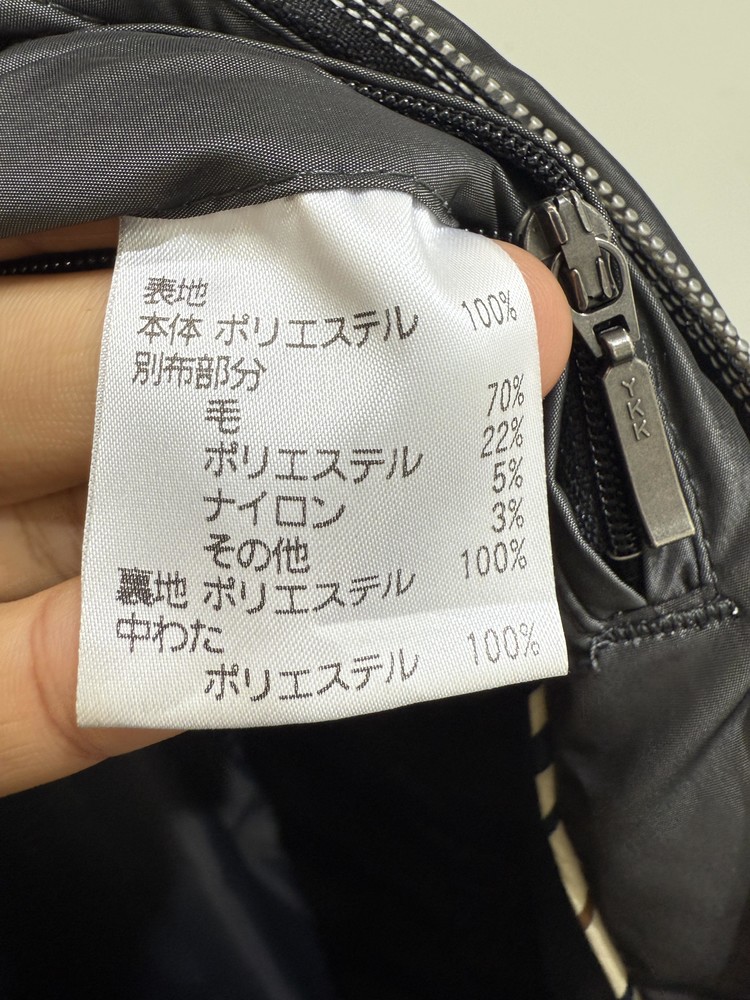 表地
本体 ポリエステル 100%
別布部分
毛 70%
ポリエステル 22%
ナイロン 5%
その他 3%
裏地 ポリエステル 100%
中わた
ポリエステル 100%
YKK